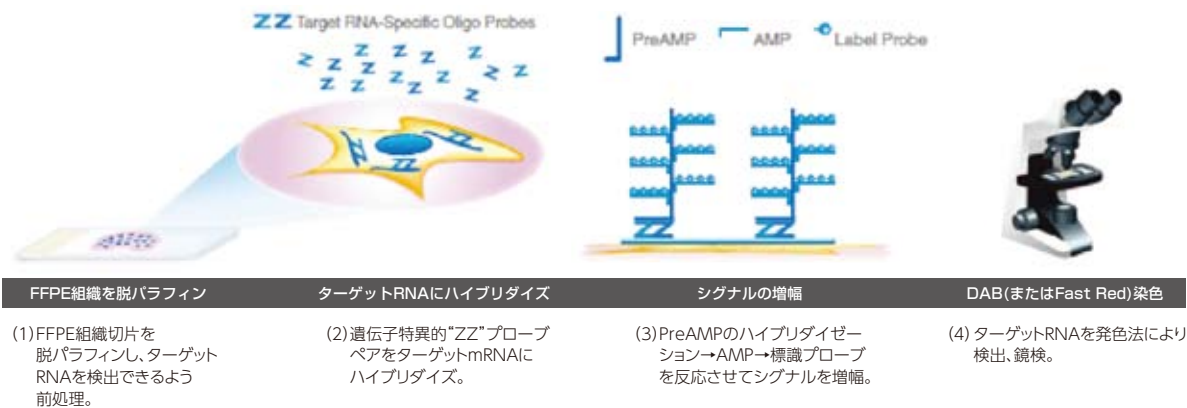 ZZ Target RNA-Specific Oligo Probes
PreAMP AMP Label Probe
FFPE組織を脱パラフィン
ターゲットRNAにハイブリダイズ
シグナルの増幅
DAB(またはFast Red)染色
(1)FFPE組織切片を
脱パラフィンし、ターゲット
RNAを検出できるよう
前処理。
(2)遺伝子特異的“ZZ”プローブ
ペアをターゲットmRNAに
ハイブリダイズ。
(3)PreAMPのハイブリダイゼー
ション→AMP→標識プローブ
を反応させてシグナルを増幅。
(4) ターゲットRNAを発色法により
検出、鏡検。